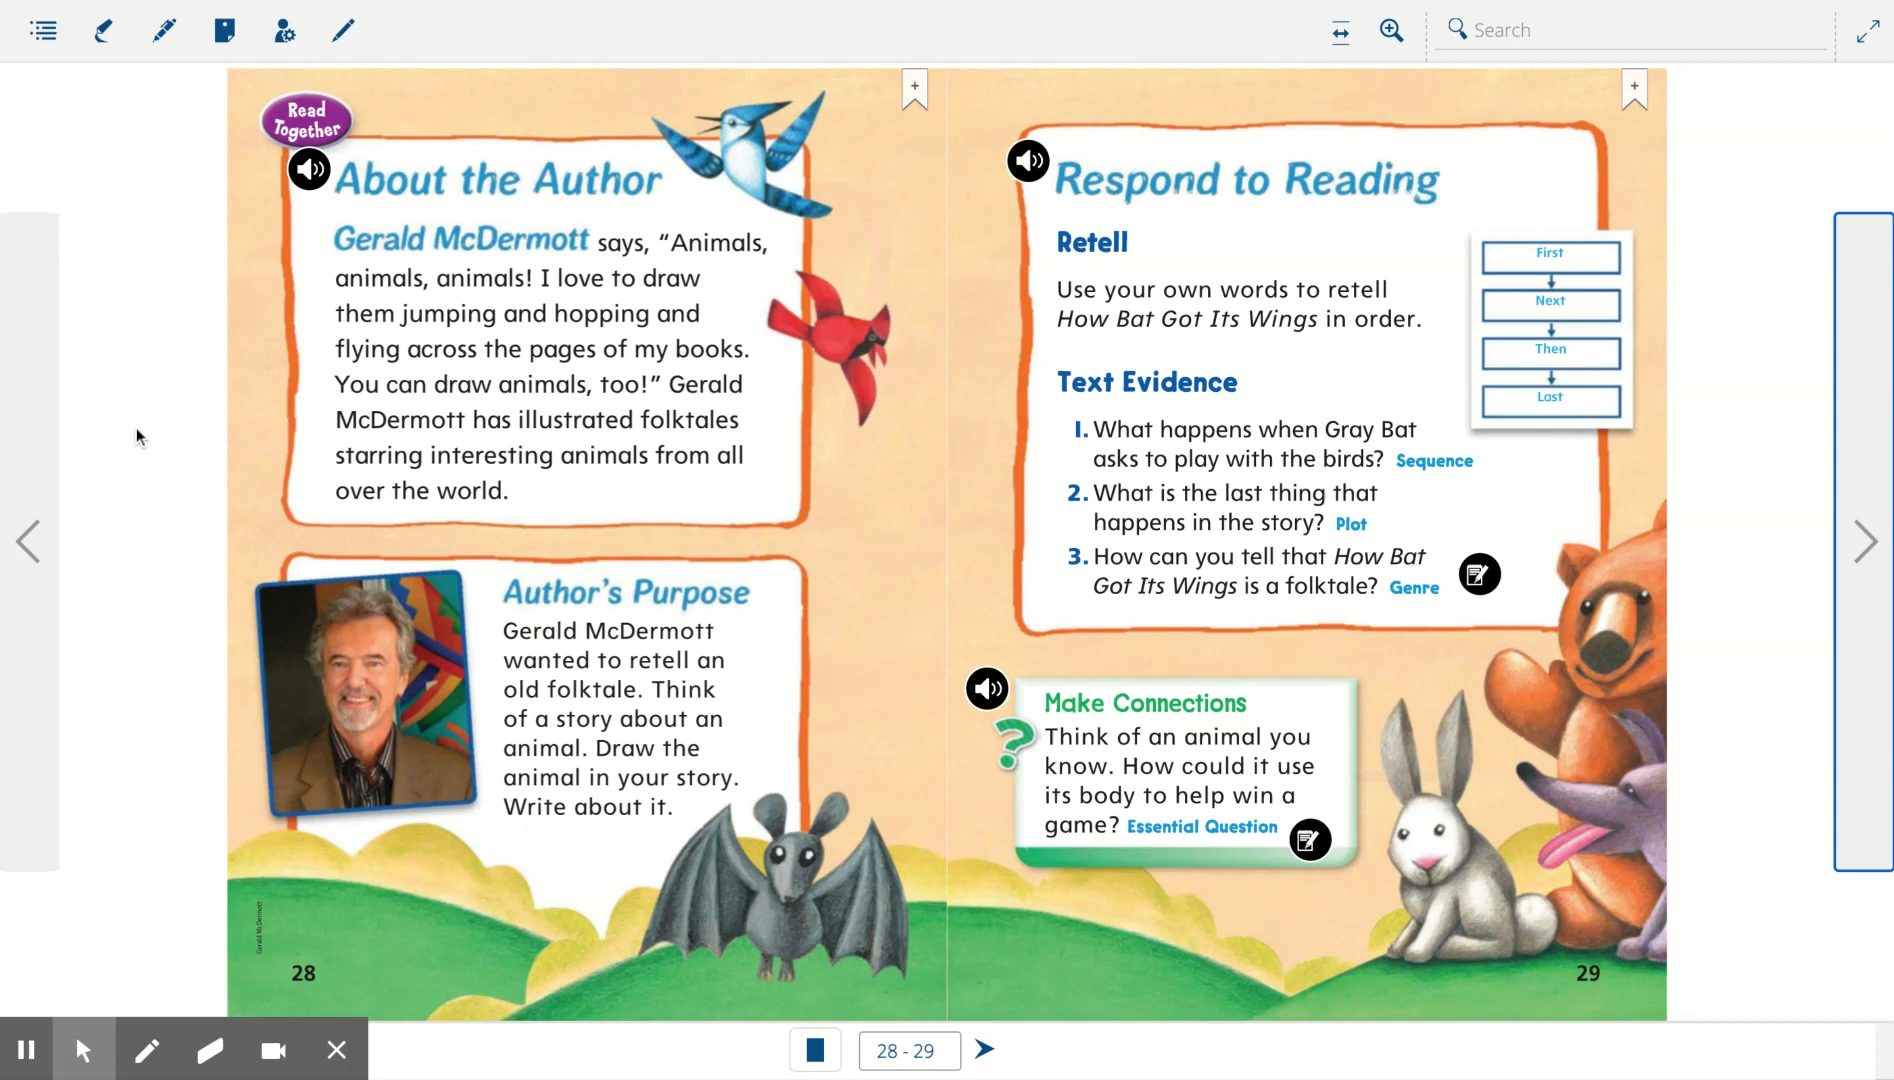 Search
Read
Together
About the Author
Gerald McDermott says, “Animals,
animals, animals! I love to draw
them jumping and hopping and
flying across the pages of my books.
You can draw animals, too!” Gerald
McDermott has illustrated folktales
starring interesting animals from all
over the world.
Author’s Purpose
Gerald McDermott
wanted to retell an
old folktale. Think
of a story about an
animal. Draw the
animal in your story.
Write about it.
Gerald McDermott
28
Respond to Reading
Retell
Use your own words to retell
How Bat Got Its Wings in order.
First
Next
Then
Last
Text Evidence
1. What happens when Gray Bat
asks to play with the birds? Sequence
2. What is the last thing that
happens in the story? Plot
3. How can you tell that How Bat
Got Its Wings is a folktale? Genre
Make Connections
? Think of an animal you
know. How could it use
its body to help win a
game? Essential Question
29
28 - 29